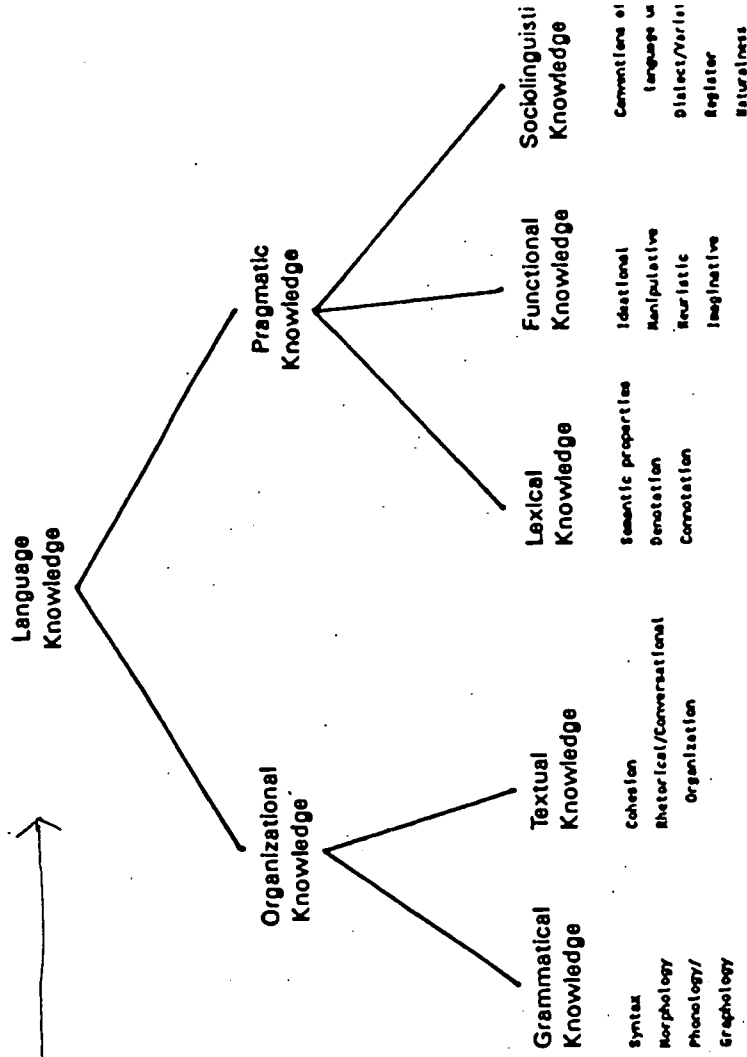 Language
Knowledge
Organizational
Knowledge
Pragmatic
Knowledge
Grammatical
Knowledge
Textual
Knowledge
Lexical
Knowledge
Functional
Knowledge
Sociolinguisti
Knowledge
Syntax
Morphology
Phonology/
Graphology
Cohesion
Rhetorical/Conversational
Organization
Semantic properties
Denotation
Connotation
Ideational
Manipulative
Heuristic
Imaginative
Conventions of
language us
Dialect/Variet
Register
Naturalness